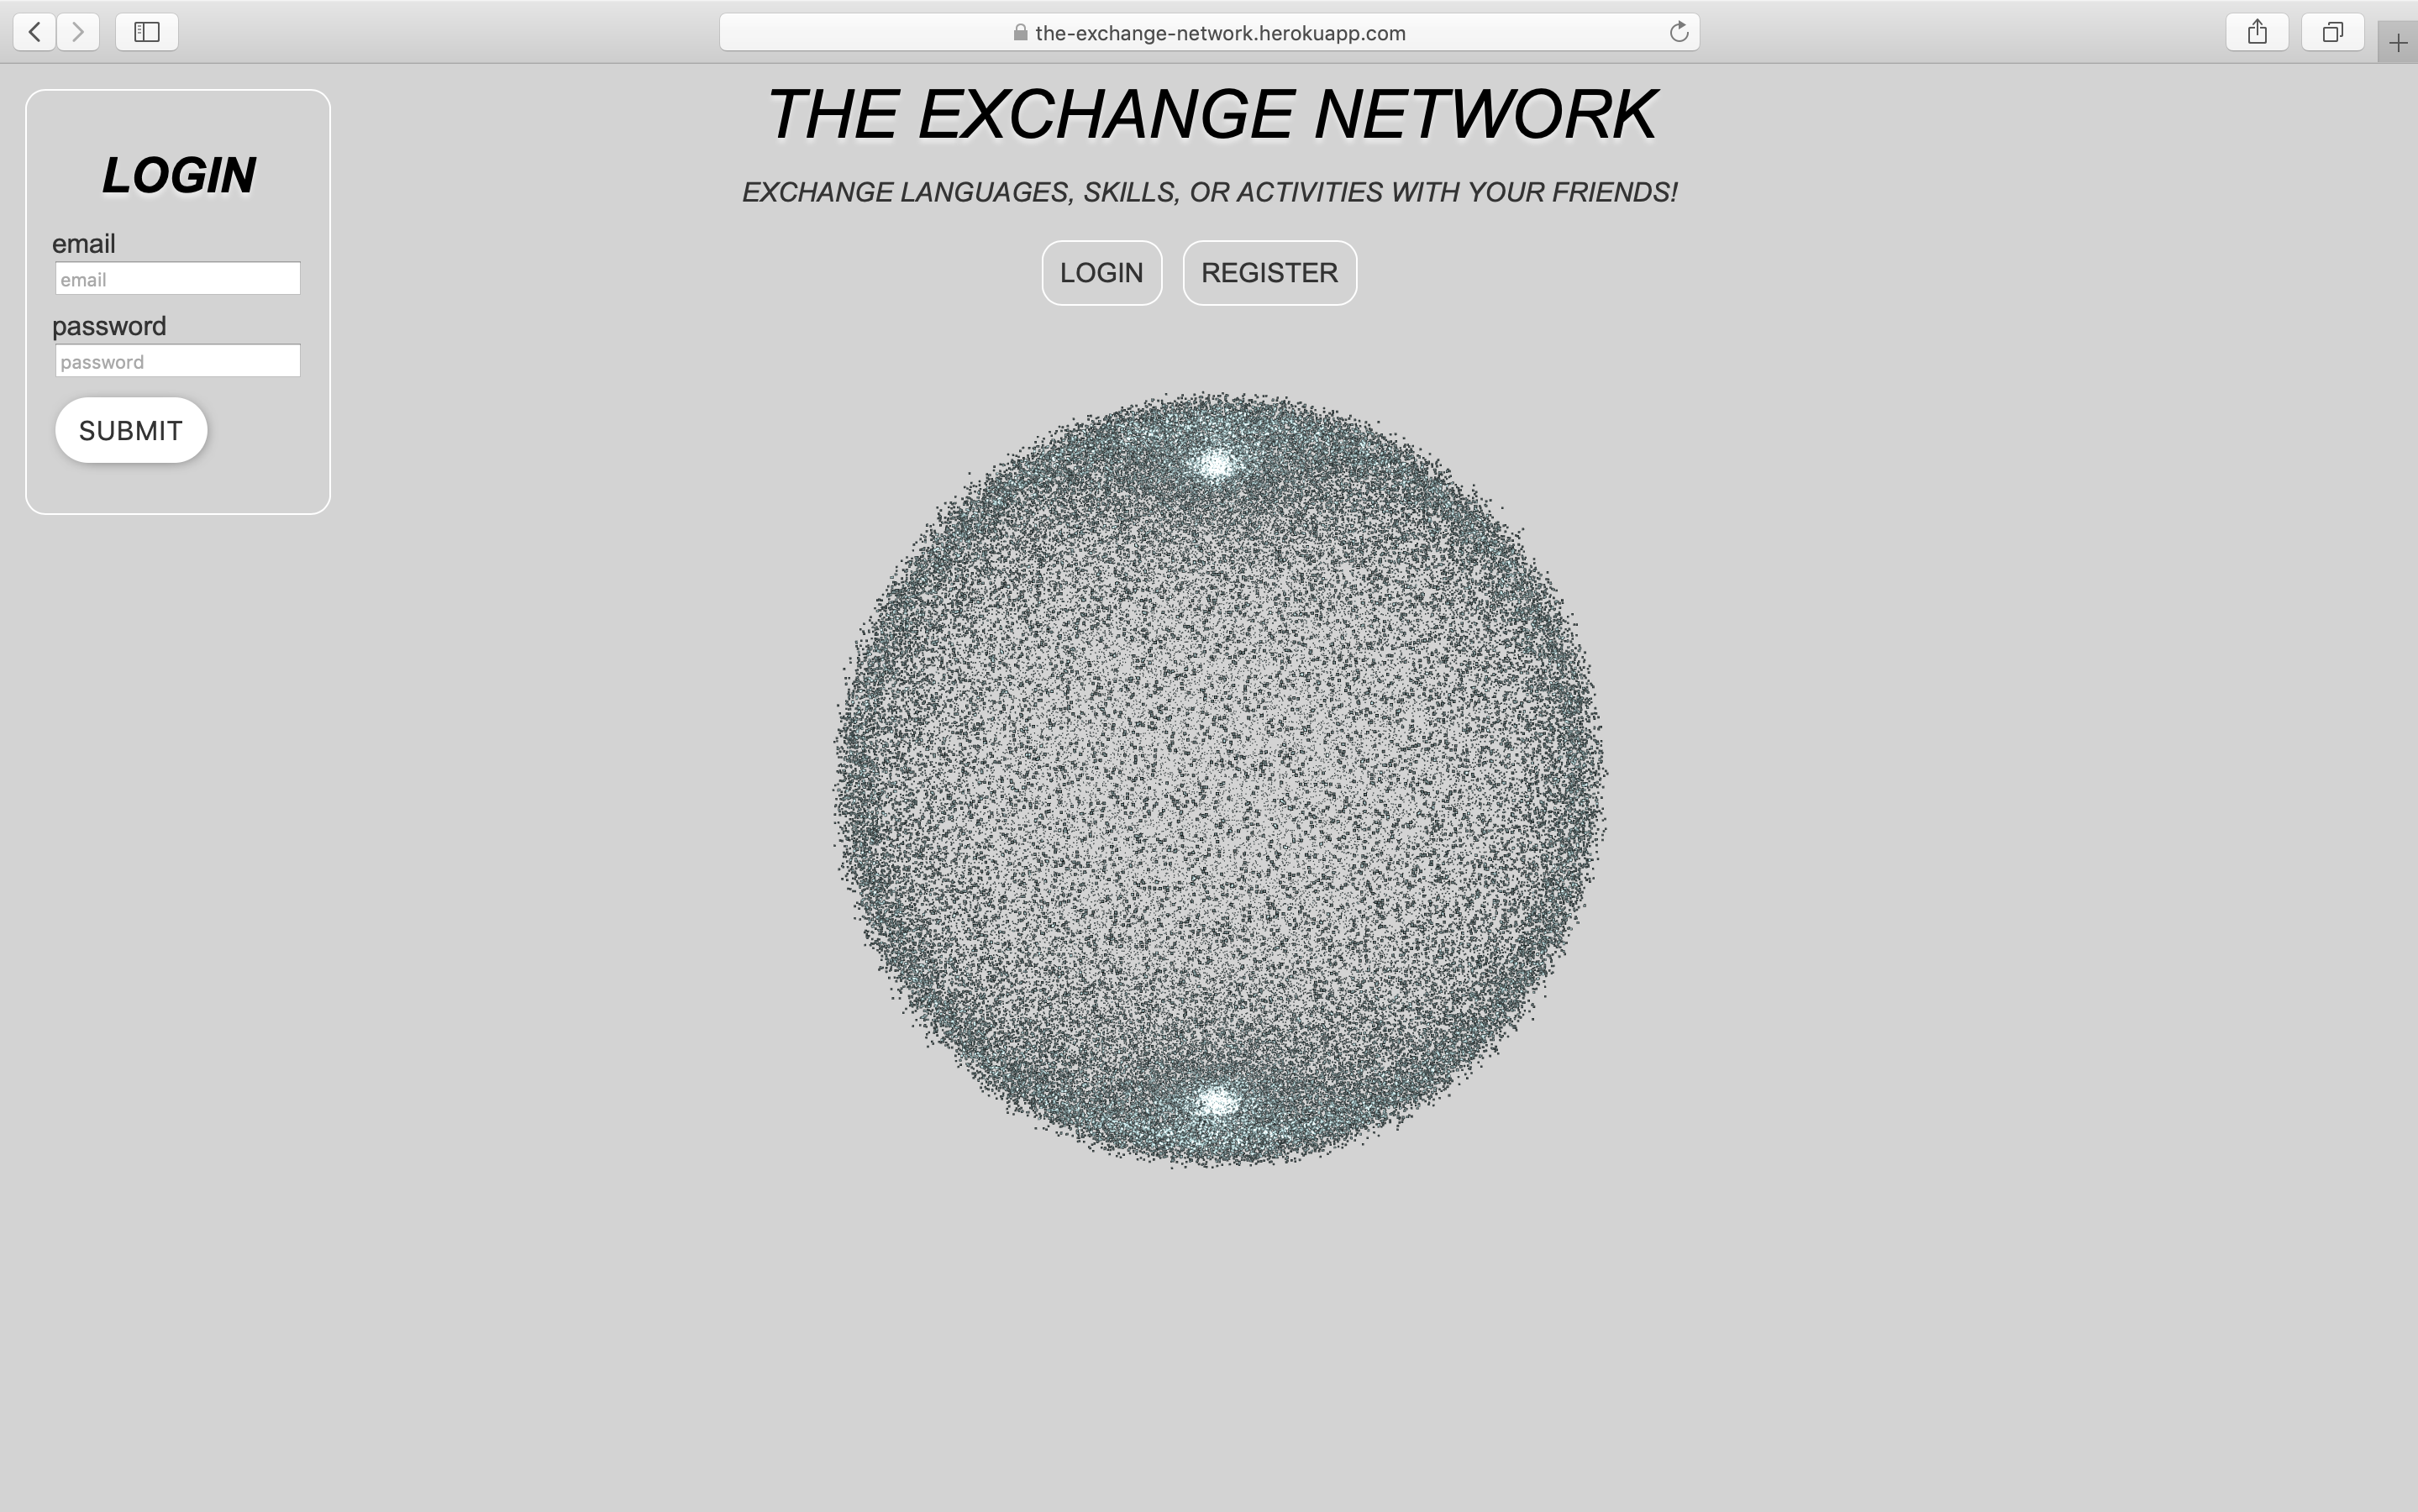 the-exchange-network.herokuapp.com
THE EXCHANGE NETWORK
EXCHANGE LANGUAGES, SKILLS, OR ACTIVITIES WITH YOUR FRIENDS!
LOGIN REGISTER
LOGIN
email
email
password
password
SUBMIT